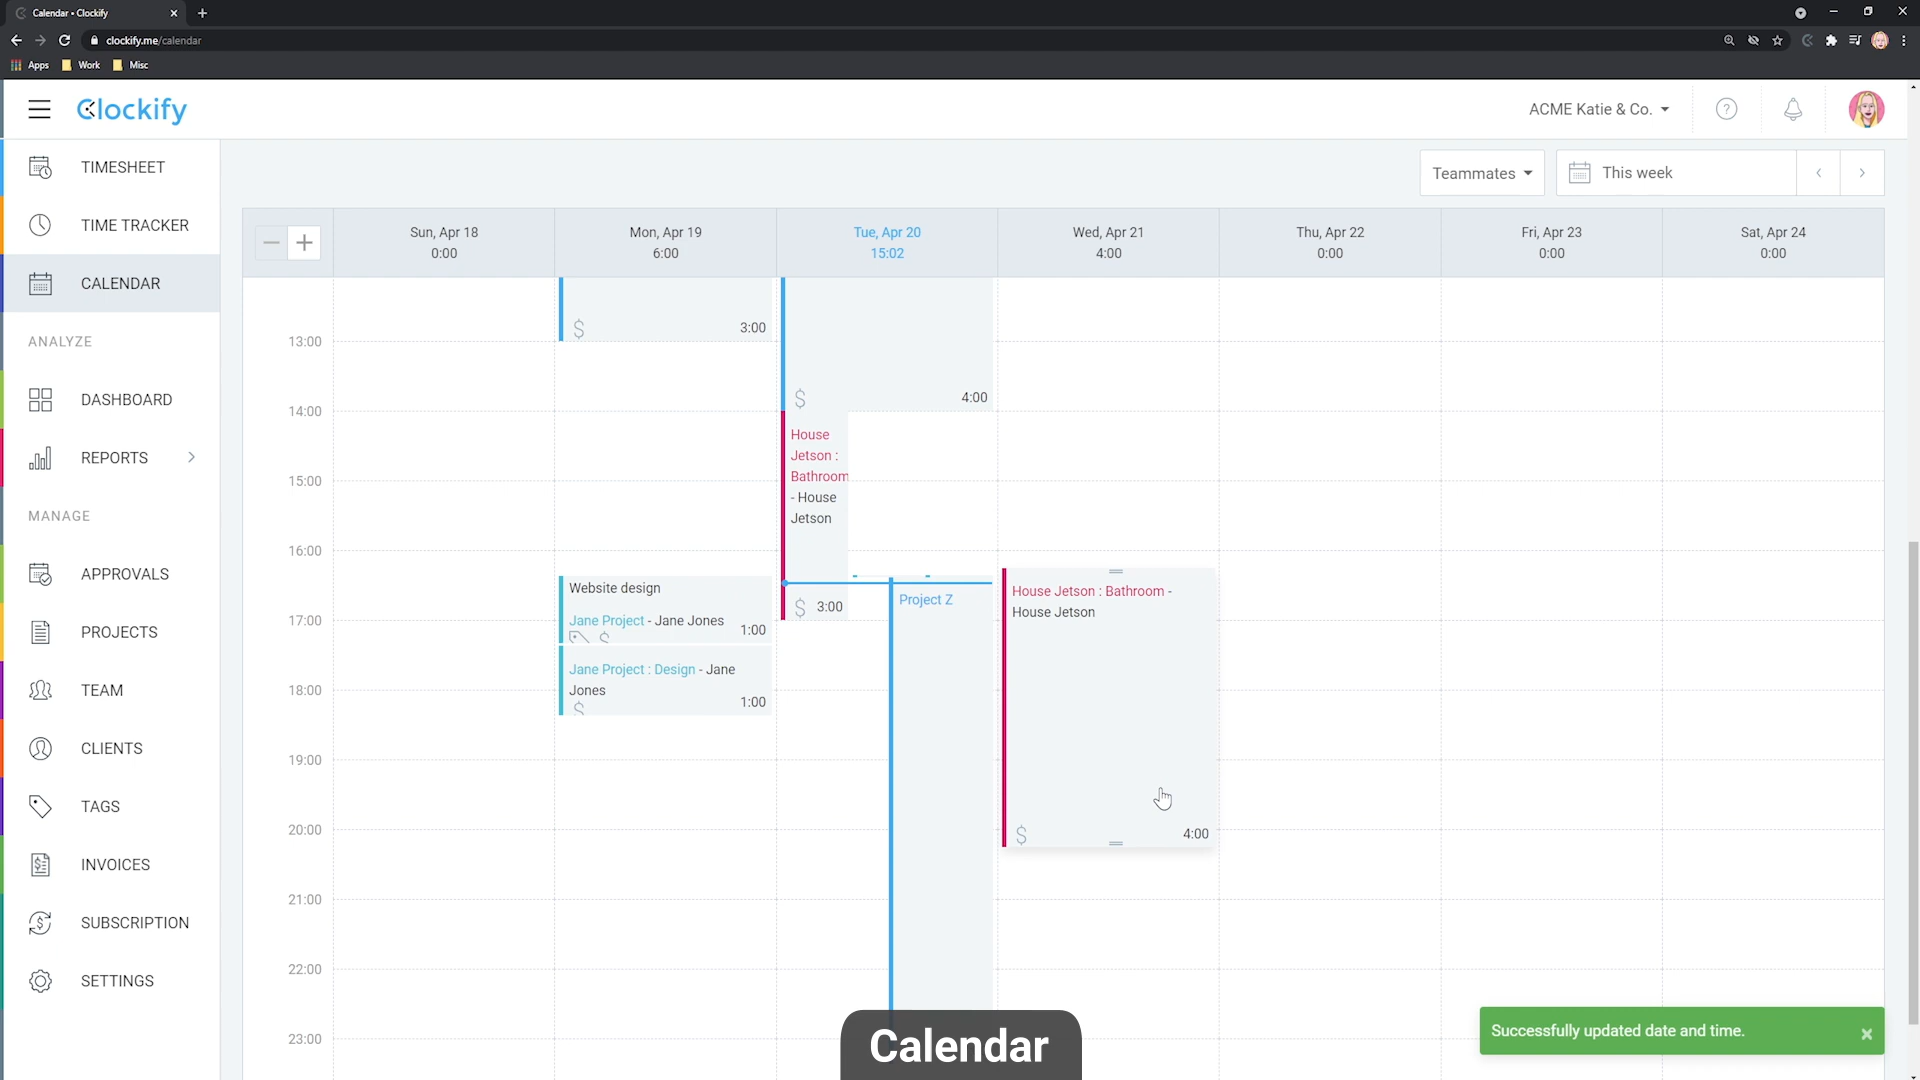 Calendar • Clockify
clockify.me/calendar
Apps Work Misc
Clockify
ACME Katie & Co.
TIMESHEET
TIME TRACKER
CALENDAR
ANALYZE
DASHBOARD
REPORTS
MANAGE
APPROVALS
PROJECTS
TEAM
CLIENTS
TAGS
INVOICES
SUBSCRIPTION
SETTINGS
Teammates
This week
Sun, Apr 18
0:00
Mon, Apr 19
6:00
Tue, Apr 20
15:02
Wed, Apr 21
4:00
Thu, Apr 22
0:00
Fri, Apr 23
0:00
Sat, Apr 24
0:00
13:00
14:00
15:00
16:00
17:00
18:00
19:00
20:00
21:00
22:00
23:00
$ 3:00
Website design
Jane Project - Jane Jones
1:00
Jane Project : Design - Jane
Jones
$ 1:00
$ 4:00
House
Jetson :
Bathroom
- House
Jetson
$ 3:00
Project Z
House Jetson : Bathroom -
House Jetson
$ 4:00
Calendar
Successfully updated date and time.